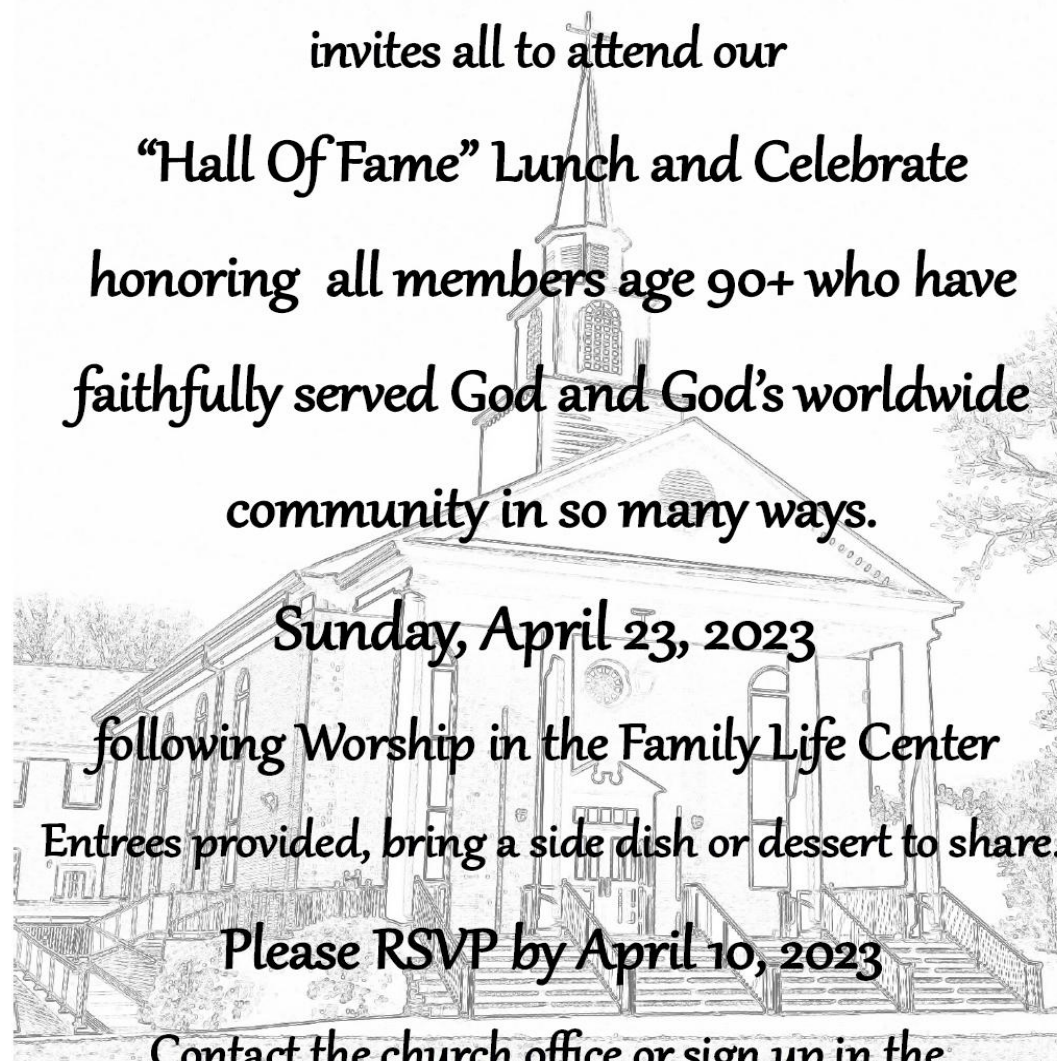 invites all to attend our
“Hall Of Fame” Lunch and Celebrate
honoring  all members age 90+ who have
faithfully served God and God’s worldwide
community in so many ways.
Sunday, April 23, 2023
following Worship in the Family Life Center
Entrees provided, bring a side dish or dessert to share.
Please RSVP by April 10, 2023
Contact the church office or sign up in the